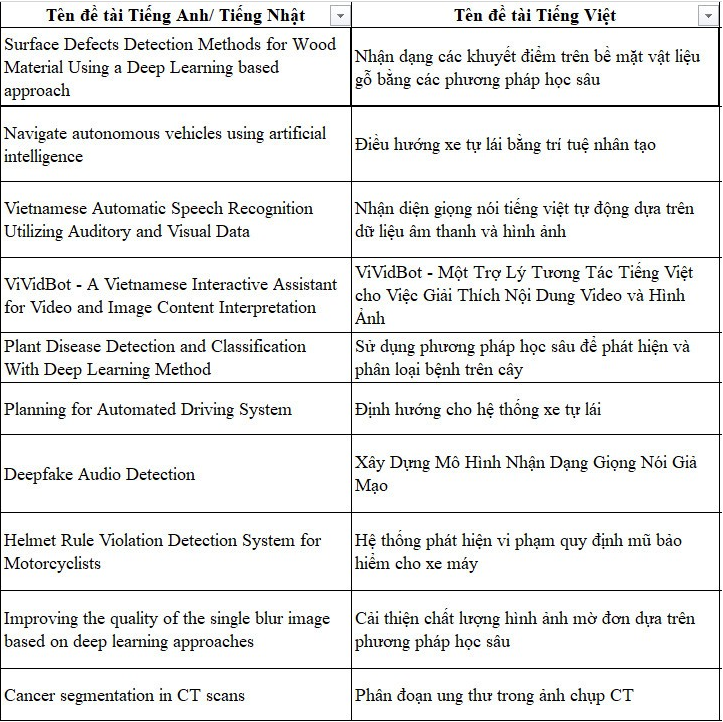 Tên đề tài Tiếng Anh/ Tiếng Nhật
Tên đề tài Tiếng Việt
Surface Defects Detection Methods for Wood
Material Using a Deep Learning based
approach
Nhận dạng các khuyết điểm trên bề mặt vật liệu
gỗ bằng các phương pháp học sâu
Navigate autonomous vehicles using artificial
intelligence
Điều hướng xe tự lái bằng trí tuệ nhân tạo
Vietnamese Automatic Speech Recognition
Utilizing Auditory and Visual Data
Nhận diện giọng nói tiếng việt tự động dựa trên
dữ liệu âm thanh và hình ảnh
ViVidBot - A Vietnamese Interactive Assistant
for Video and Image Content Interpretation
ViVidBot - Một Trợ Lý Tương Tác Tiếng Việt
cho Việc Giải Thích Nội Dung Video và Hình
Ảnh
Plant Disease Detection and Classification
With Deep Learning Method
Sử dụng phương pháp học sâu để phát hiện và
phân loại bệnh trên cây
Planning for Automated Driving System
Định hướng cho hệ thống xe tự lái
Deepfake Audio Detection
Xây Dựng Mô Hình Nhận Dạng Giọng Nói Giả
Mạo
Helmet Rule Violation Detection System for
Motorcyclists
Hệ thống phát hiện vi phạm quy định mũ bảo
hiểm cho xe máy
Improving the quality of the single blur image
based on deep learning approaches
Cải thiện chất lượng hình ảnh mờ đơn dựa trên
phương pháp học sâu
Cancer segmentation in CT scans
Phân đoạn ung thư trong ảnh chụp CT